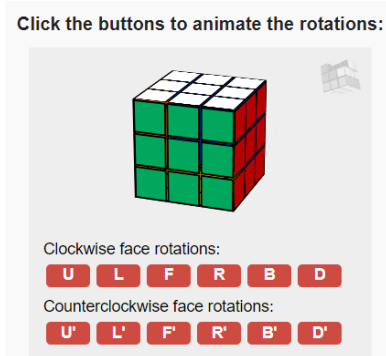 Click the buttons to animate the rotations:
Clockwise face rotations:
U L F R B D
Counterclockwise face rotations:
U' L' F' R' B' D'